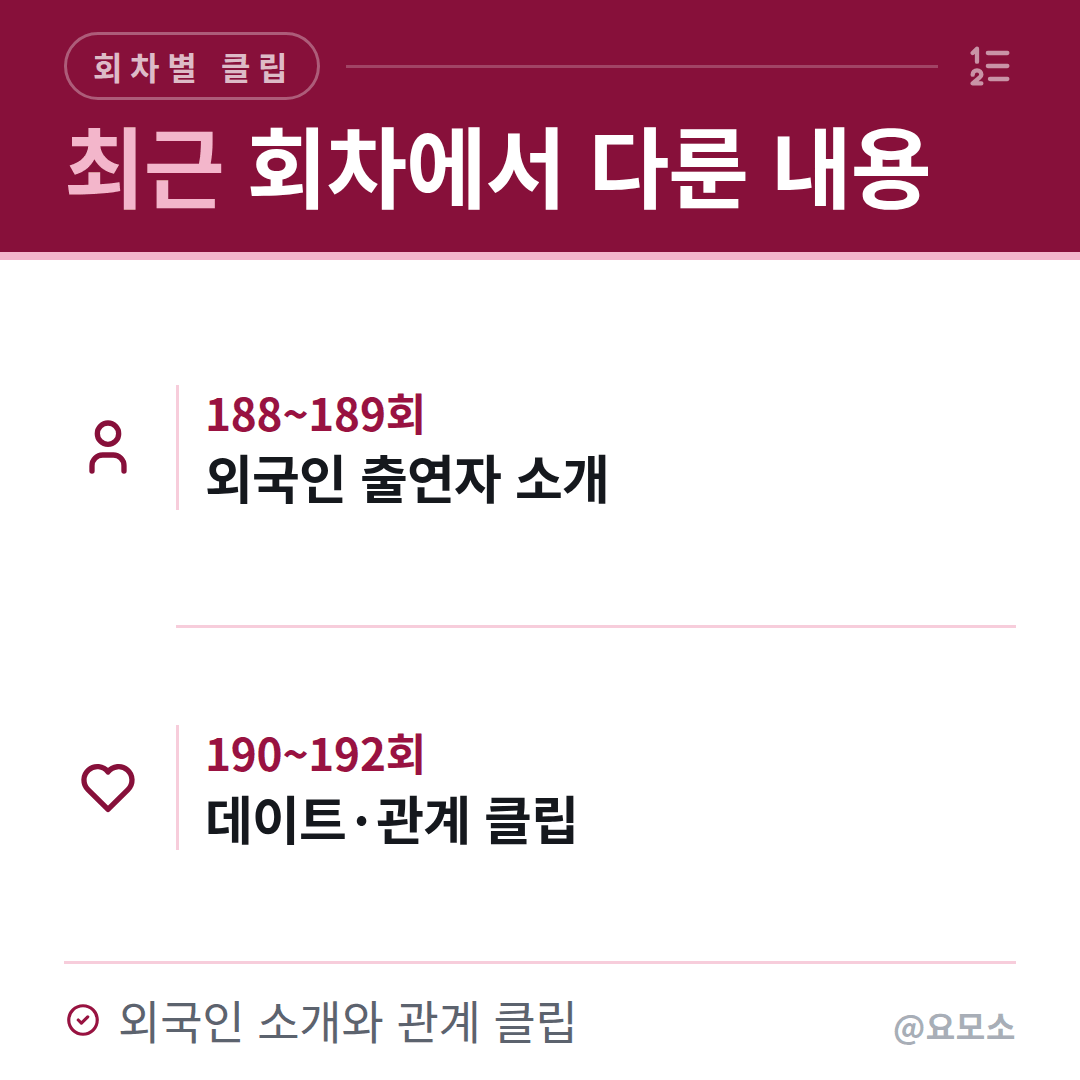 회차별 클립
최근 회차에서 다룬 내용
188~189회
외국인 출연자 소개
190~192회
데이트·관계 클립
외국인 소개와 관계 클립
@요모소